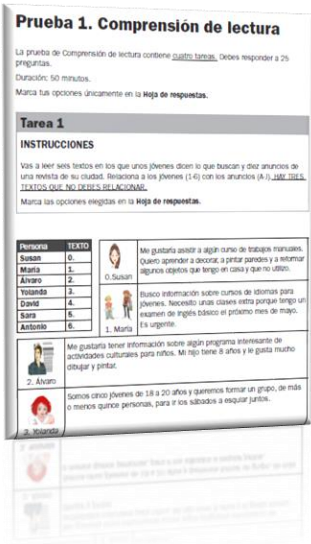 Prueba 1. Comprensión de lectura
La prueba de Comprensión de lectura contiene cuatro tareas. Debes responder a 25
preguntas.
Duración: 50 minutos.
Marca tus opciones únicamente en la Hoja de respuestas.
Tarea 1
INSTRUCCIONES
Vas a leer seis textos en los que unos jóvenes dicen lo que buscan y diez anuncios de
una revista de su ciudad. Relaciona a los jóvenes (1-6) con los anuncios (A-J). HAY TRES
TEXTOS QUE NO DEBES RELACIONAR.
Marca las opciones elegidas en la Hoja de respuestas.
Persona TEXTO
Susan 0.
María 1.
Álvaro 2.
Yolanda 3.
David 4.
Sara 5.
Antonio 6.
0.Susan
Me gustaría asistir a algún curso de trabajos manuales.
Quiero aprender a decorar, a pintar paredes y a reformar
algunos objetos que tengo en casa y que no utilizo.
1. María
Busco información sobre cursos de idiomas para
jóvenes. Necesito unas clases extra porque tengo un
examen de inglés básico el próximo mes de mayo.
Es urgente.
2. Álvaro
Me gustaría tener información sobre algún programa interesante de
actividades culturales para niños. Mi hijo tiene 8 años y le gusta mucho
dibujar y pintar.
3. Yolanda
Somos cinco jóvenes de 18 a 20 años y queremos formar un grupo, de más
o menos quince personas, para ir los sábados a esquiar juntos.